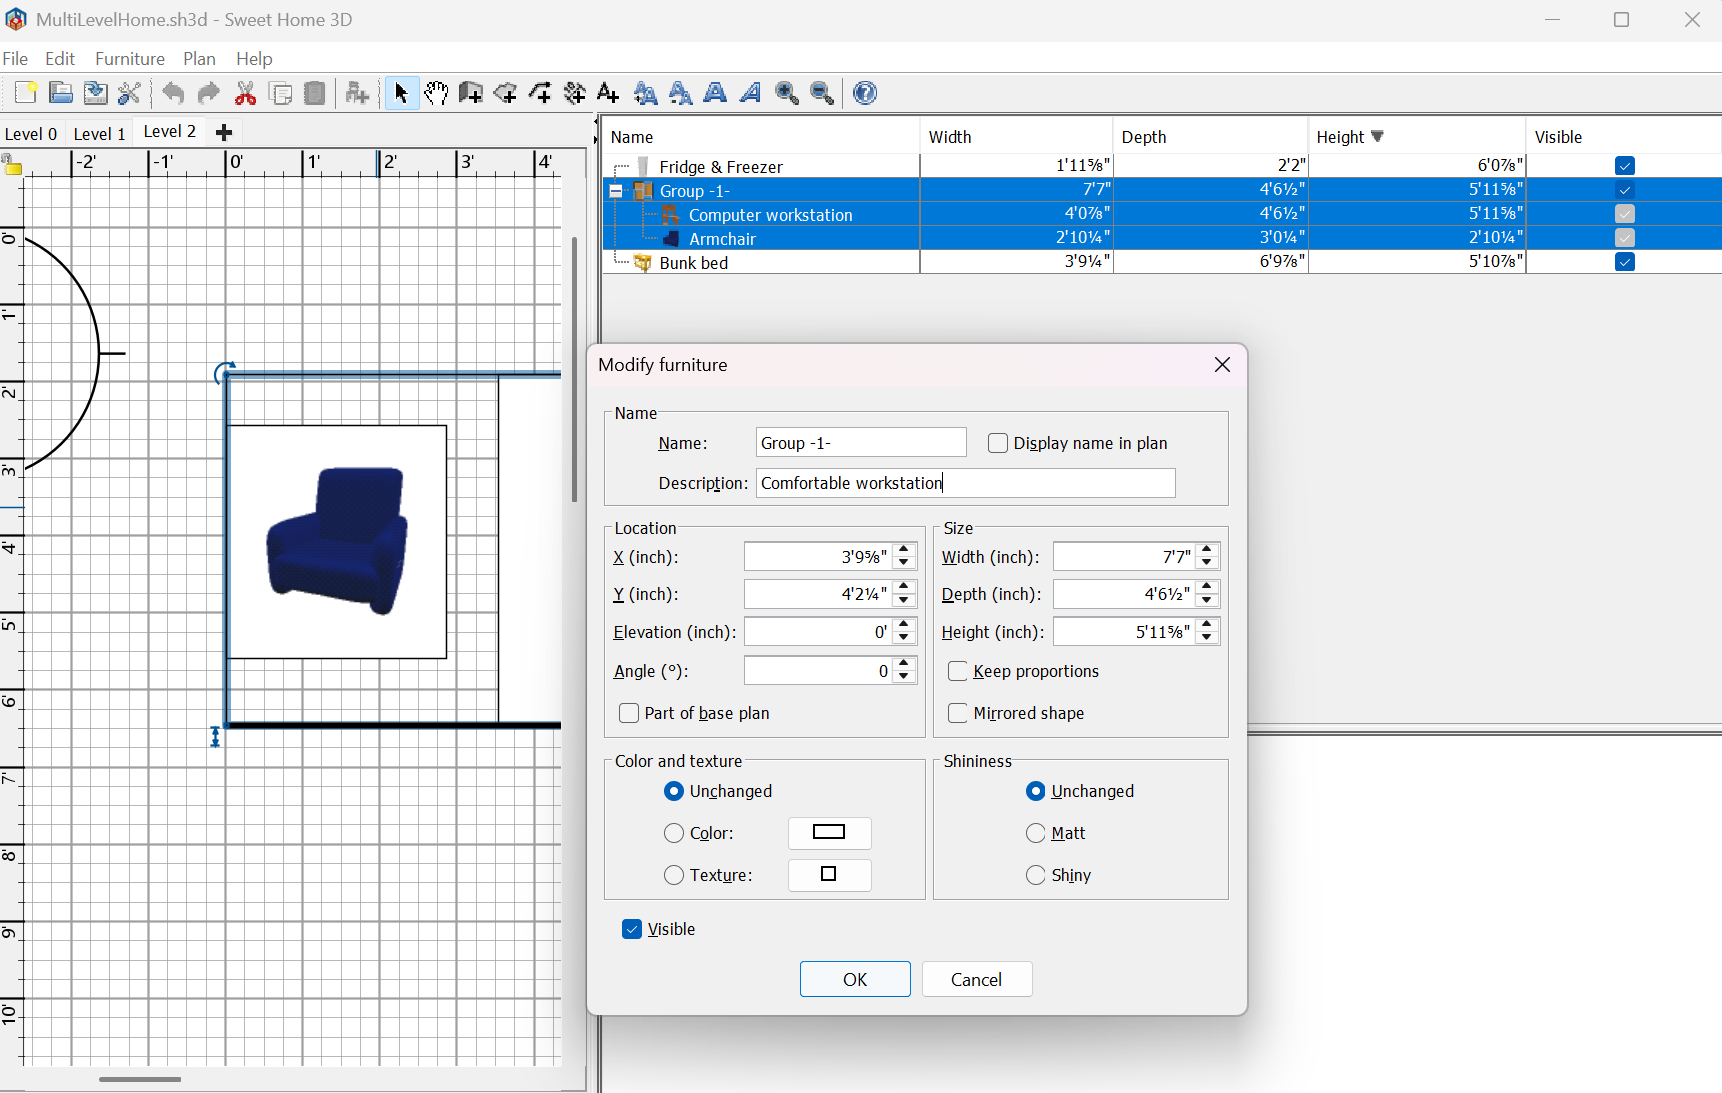 MultiLevelHome.sh3d - Sweet Home 3D
File Edit Furniture Plan Help
Level 0 Level 1 Level 2
-2' -1' 0' 1' 2' 3' 4'
0'
1'
2'
3'
4'
5'
6'
7'
8'
9'
10'
Name Width Depth Height Visible
Fridge & Freezer 1'11⅝" 2'2" 6'0⅞"
Group -1- 7'7" 4'6½" 5'11⅝"
Computer workstation 4'0⅞" 4'6½" 5'11⅝"
Armchair 2'10¼" 3'0¼" 2'10¼"
Bunk bed 3'9¼" 6'9⅞" 5'10⅞"
Modify furniture
Name
Name: Group -1- Display name in plan
Description: Comfortable workstation
Location
X (inch): 3'9⅝"
Y (inch): 4'2¼"
Elevation (inch): 0'
Angle (°): 0
Part of base plan
Size
Width (inch): 7'7"
Depth (inch): 4'6½"
Height (inch): 5'11⅝"
Keep proportions
Mirrored shape
Color and texture
Unchanged
Color:
Texture:
Shininess
Unchanged
Matt
Shiny
Visible
OK Cancel